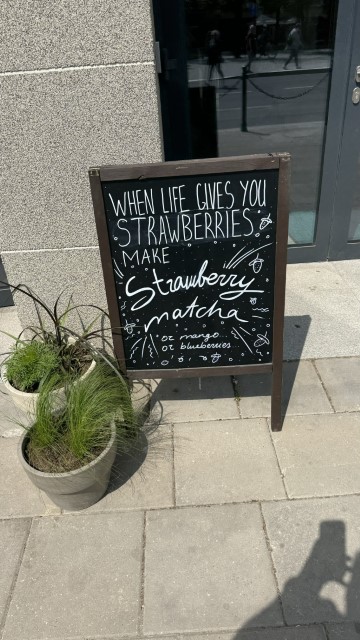 WHEN LIFE GIVES YOU
STRAWBERRIES
MAKE
Strawberry
matcha
or mango
or blueberries